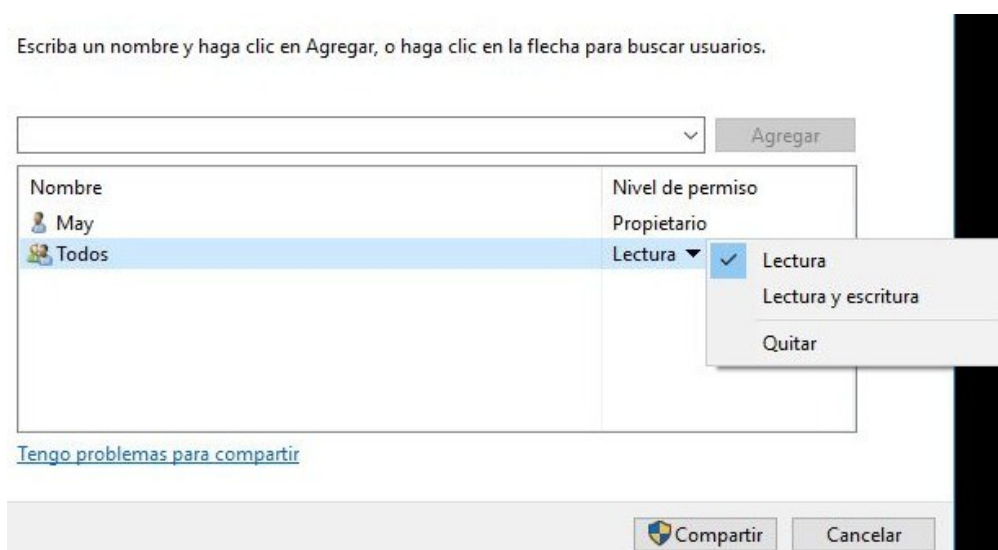 Escriba un nombre y haga clic en Agregar, o haga clic en la flecha para buscar usuarios.
Agregar
Nombre Nivel de permiso
May Propietario
Todos Lectura
Lectura
Lectura y escritura
Quitar
Tengo problemas para compartir
Compartir Cancelar